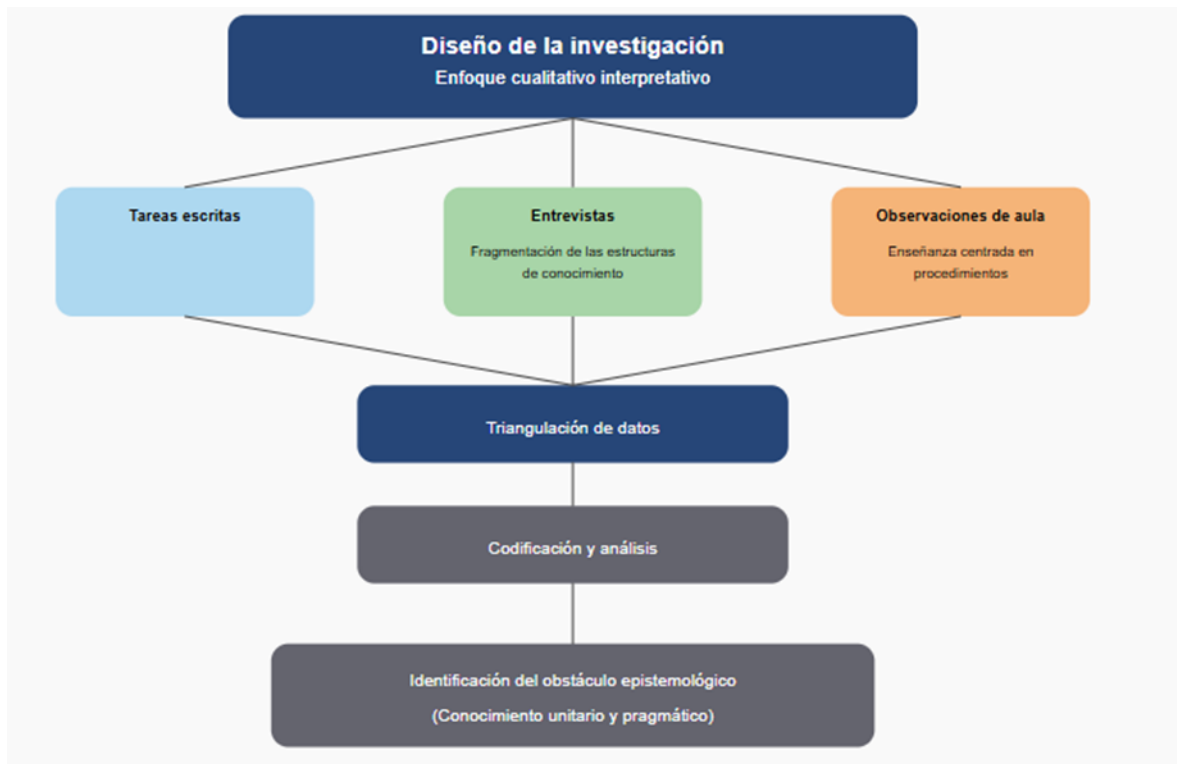 Diseño de la investigación
Enfoque cualitativo interpretativo
Tareas escritas
Entrevistas
Fragmentación de las estructuras
de conocimiento
Observaciones de aula
Enseñanza centrada en
procedimientos
Triangulación de datos
Codificación y análisis
Identificación del obstáculo epistemológico
(Conocimiento unitario y pragmático)